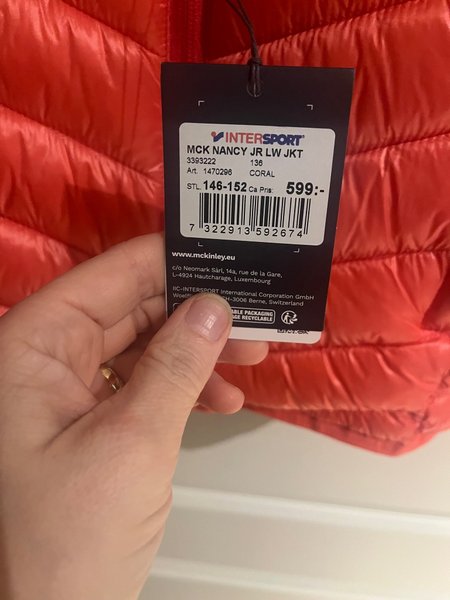 INTERSPORT
MCK NANCY JR LW JKT
3393222 136
Art. 1470296 CORAL
STL. 146-152 Ca Pris: 599:-
7 322913 592674
www.mckinley.eu
c/o Neomark Sàrl, 14a, rue de la Gare,
L-4924 Hautcharage, Luxembourg
IIC-INTERSPORT International Corporation GmbH
CH-3006 Berne, Switzerland
PACKAGING
RECYCLABLE